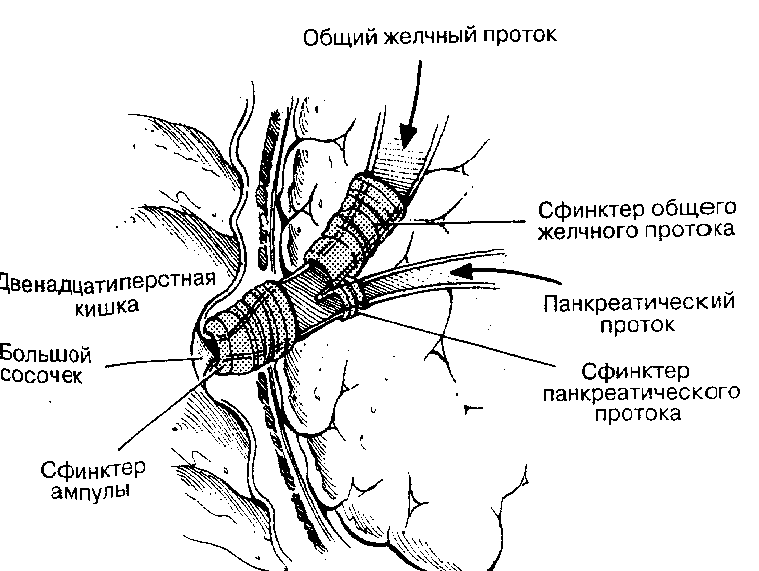 Общий желчный проток
Сфинктер общего
желчного протока
Двенадцатиперстная
кишка
Панкреатический
проток
Большой
сосочек
Сфинктер
панкреатического
протока
Сфинктер
ампулы